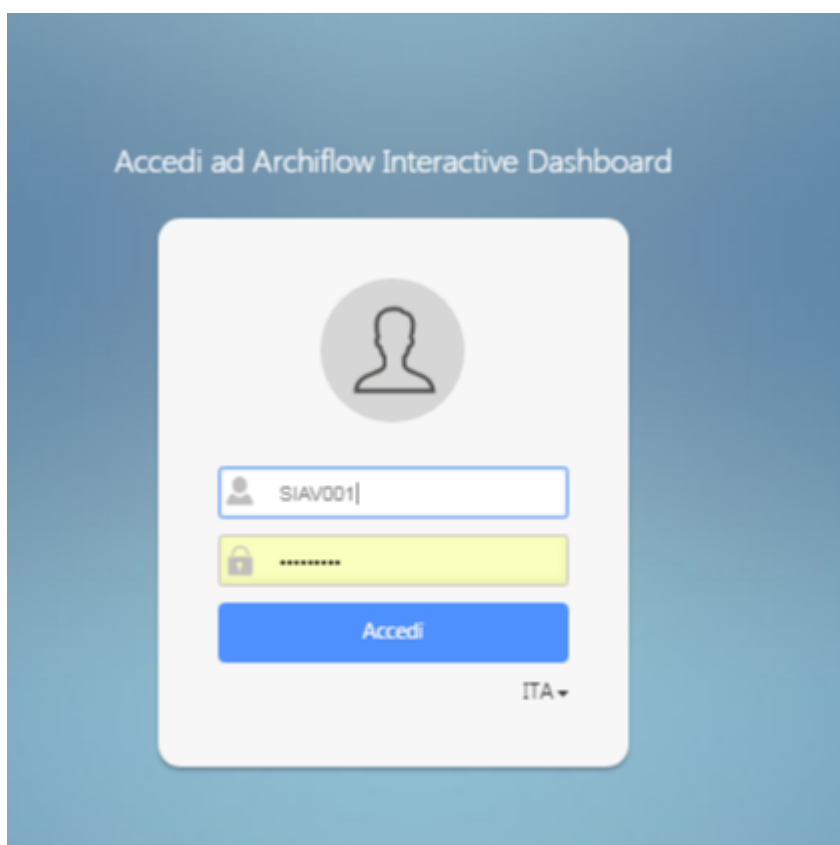 Accedi ad Archiflow Interactive Dashboard
SIAV001
•••••••••
Accedi
ITA